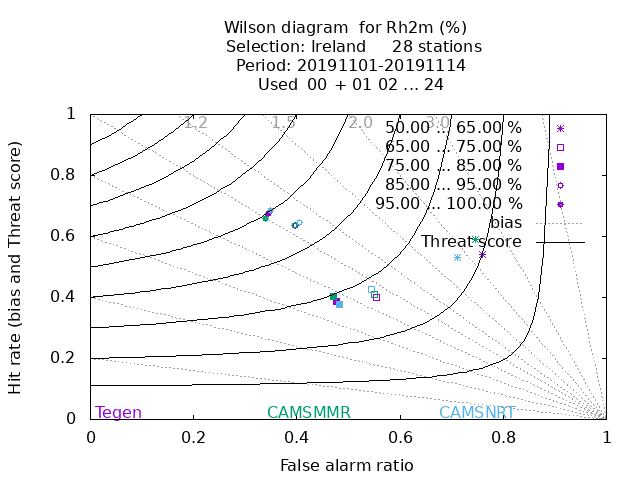 Wilson diagram  for Rh2m (%)
Selection: Ireland     28 stations
Period: 20191101-20191114
Used  00  + 01 02 ... 24
1.2 1.5 2.0 3.0
50.00 ... 65.00 %
65.00 ... 75.00 %
75.00 ... 85.00 %
85.00 ... 95.00 %
95.00 ... 100.00 %
bias
Threat score
1
0.8
0.6
0.4
0.2
0
Hit rate (bias and Threat score)
Tegen CAMSMMR CAMSNRT
0 0.2 0.4 0.6 0.8 1
False alarm ratio